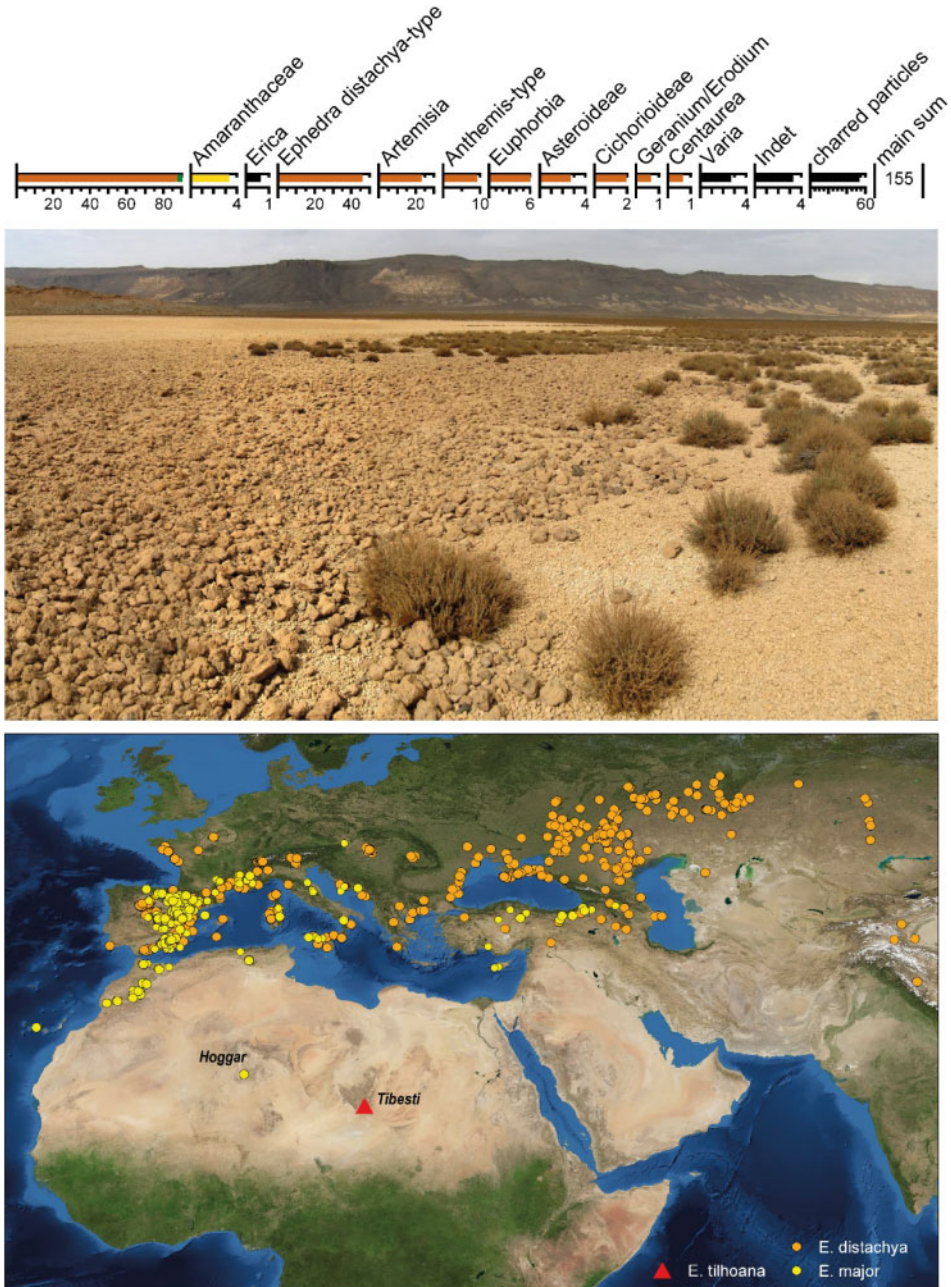 Amaranthaceae
Erica
Ephedra distachya-type
Artemisia
Anthemis-type
Euphorbia
Asteroideae
Cichorioideae
Geranium/Erodium
Centaurea
Varia
Indet
charred particles
main sum
155
20 40 60 80 4 1 20 40 20 10 6 4 2 1 1 4 4 60
Hoggar
Tibesti
E. distachya
E. tilhoana E. major